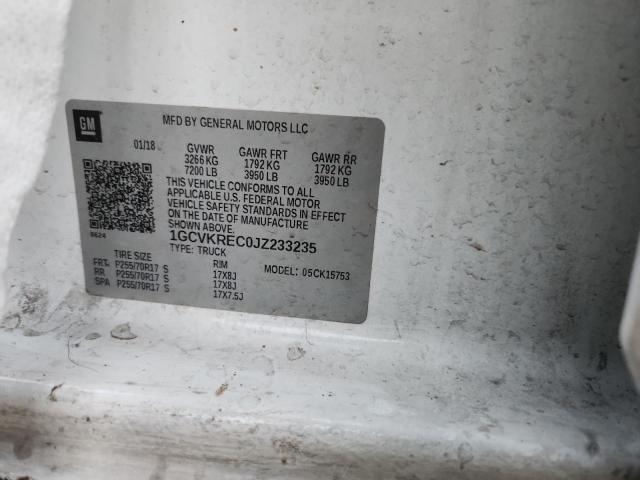 GM
MFD BY GENERAL MOTORS LLC
01/18 GVWR GAWR FRT GAWR RR
3266 KG 1792 KG 1792 KG
7200 LB 3950 LB 3950 LB
THIS VEHICLE CONFORMS TO ALL
APPLICABLE U.S. FEDERAL MOTOR
VEHICLE SAFETY STANDARDS IN EFFECT
ON THE DATE OF MANUFACTURE
SHOWN ABOVE.
8624
1GCVKREC0JZ233235
TYPE: TRUCK
TIRE SIZE RIM MODEL: 05CK15753
FRT P255/70R17 S 17X8J
RR P255/70R17 S 17X8J
SPA P255/70R17 S 17X7.5J